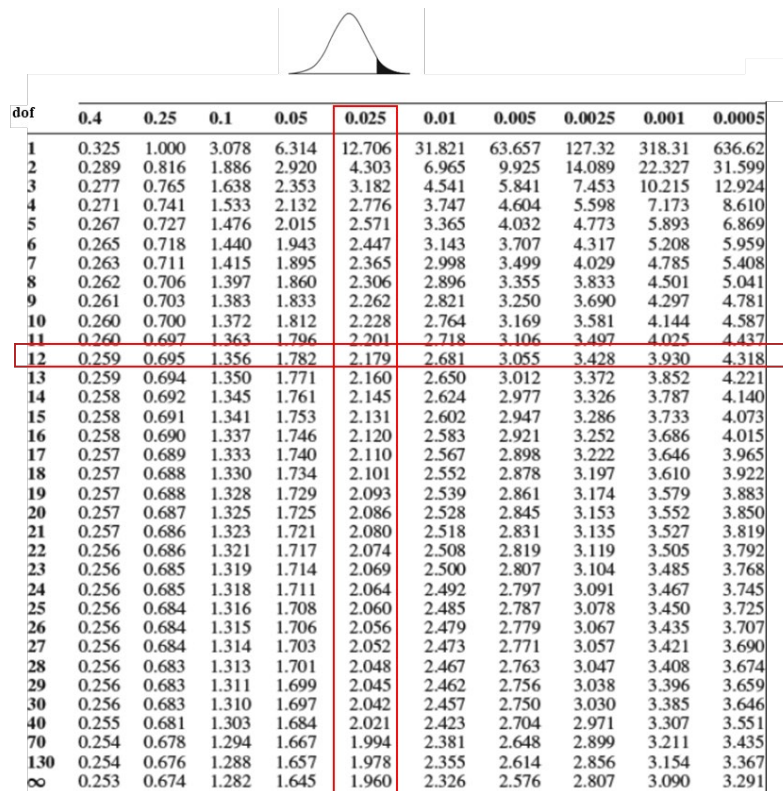 dof 0.4 0.25 0.1 0.05 0.025 0.01 0.005 0.0025 0.001 0.0005
1 0.325 1.000 3.078 6.314 12.706 31.821 63.657 127.32 318.31 636.62
2 0.289 0.816 1.886 2.920 4.303 6.965 9.925 14.089 22.327 31.599
3 0.277 0.765 1.638 2.353 3.182 4.541 5.841 7.453 10.215 12.924
4 0.271 0.741 1.533 2.132 2.776 3.747 4.604 5.598 7.173 8.610
5 0.267 0.727 1.476 2.015 2.571 3.365 4.032 4.773 5.893 6.869
6 0.265 0.718 1.440 1.943 2.447 3.143 3.707 4.317 5.208 5.959
7 0.263 0.711 1.415 1.895 2.365 2.998 3.499 4.029 4.785 5.408
8 0.262 0.706 1.397 1.860 2.306 2.896 3.355 3.833 4.501 5.041
9 0.261 0.703 1.383 1.833 2.262 2.821 3.250 3.690 4.297 4.781
10 0.260 0.700 1.372 1.812 2.228 2.764 3.169 3.581 4.144 4.587
11 0.260 0.697 1.363 1.796 2.201 2.718 3.106 3.497 4.025 4.437
12 0.259 0.695 1.356 1.782 2.179 2.681 3.055 3.428 3.930 4.318
13 0.259 0.694 1.350 1.771 2.160 2.650 3.012 3.372 3.852 4.221
14 0.258 0.692 1.345 1.761 2.145 2.624 2.977 3.326 3.787 4.140
15 0.258 0.691 1.341 1.753 2.131 2.602 2.947 3.286 3.733 4.073
16 0.258 0.690 1.337 1.746 2.120 2.583 2.921 3.252 3.686 4.015
17 0.257 0.689 1.333 1.740 2.110 2.567 2.898 3.222 3.646 3.965
18 0.257 0.688 1.330 1.734 2.101 2.552 2.878 3.197 3.610 3.922
19 0.257 0.688 1.328 1.729 2.093 2.539 2.861 3.174 3.579 3.883
20 0.257 0.687 1.325 1.725 2.086 2.528 2.845 3.153 3.552 3.850
21 0.257 0.686 1.323 1.721 2.080 2.518 2.831 3.135 3.527 3.819
22 0.256 0.686 1.321 1.717 2.074 2.508 2.819 3.119 3.505 3.792
23 0.256 0.685 1.319 1.714 2.069 2.500 2.807 3.104 3.485 3.768
24 0.256 0.685 1.318 1.711 2.064 2.492 2.797 3.091 3.467 3.745
25 0.256 0.684 1.316 1.708 2.060 2.485 2.787 3.078 3.450 3.725
26 0.256 0.684 1.315 1.706 2.056 2.479 2.779 3.067 3.435 3.707
27 0.256 0.684 1.314 1.703 2.052 2.473 2.771 3.057 3.421 3.690
28 0.256 0.683 1.313 1.701 2.048 2.467 2.763 3.047 3.408 3.674
29 0.256 0.683 1.311 1.699 2.045 2.462 2.756 3.038 3.396 3.659
30 0.256 0.683 1.310 1.697 2.042 2.457 2.750 3.030 3.385 3.646
40 0.255 0.681 1.303 1.684 2.021 2.423 2.704 2.971 3.307 3.551
70 0.254 0.678 1.294 1.667 1.994 2.381 2.648 2.899 3.211 3.435
130 0.254 0.676 1.288 1.657 1.978 2.355 2.614 2.856 3.154 3.367
∞ 0.253 0.674 1.282 1.645 1.960 2.326 2.576 2.807 3.090 3.291